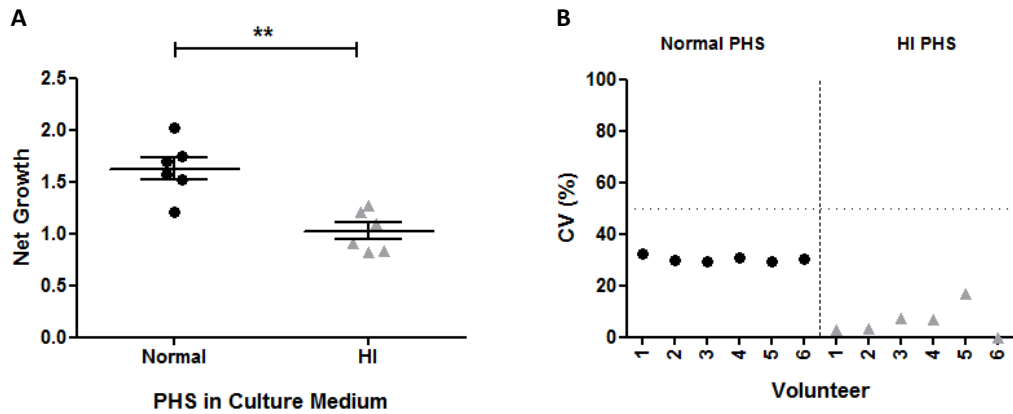 A
**
Net Growth
2.5
2.0
1.5
1.0
0.5
0.0
Normal HI
PHS in Culture Medium
B
Normal PHS HI PHS
CV (%)
100
80
60
40
20
0
1 2 3 4 5 6 1 2 3 4 5 6
Volunteer